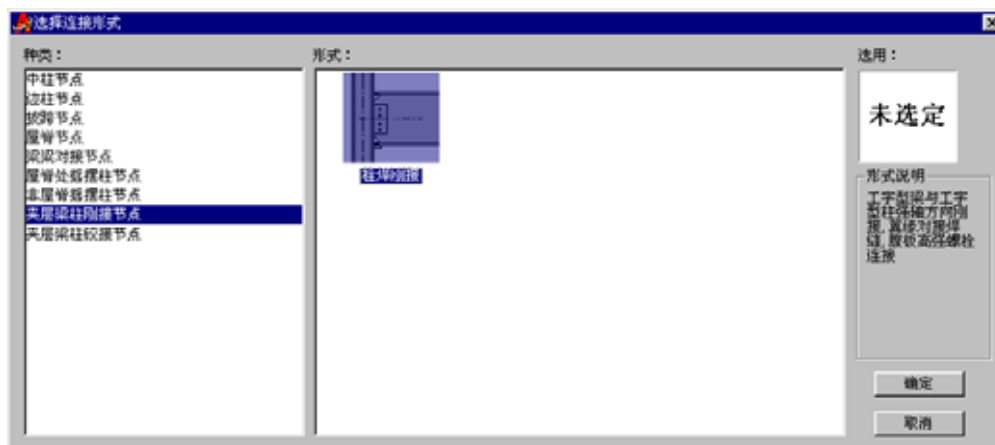 选择连接形式
种类：
形式：
选用：
中柱节点
边柱节点
披跨节点
屋脊节点
梁梁对接节点
屋脊处摇摆柱节点
非屋脊摇摆柱节点
夹层梁柱刚接节点
夹层梁柱铰接节点
栓焊刚接
未选定
形式说明
工字型梁与工字
型柱强轴方向刚
接,翼缘对接焊
缝,腹板高强螺栓
连接
确定
取消